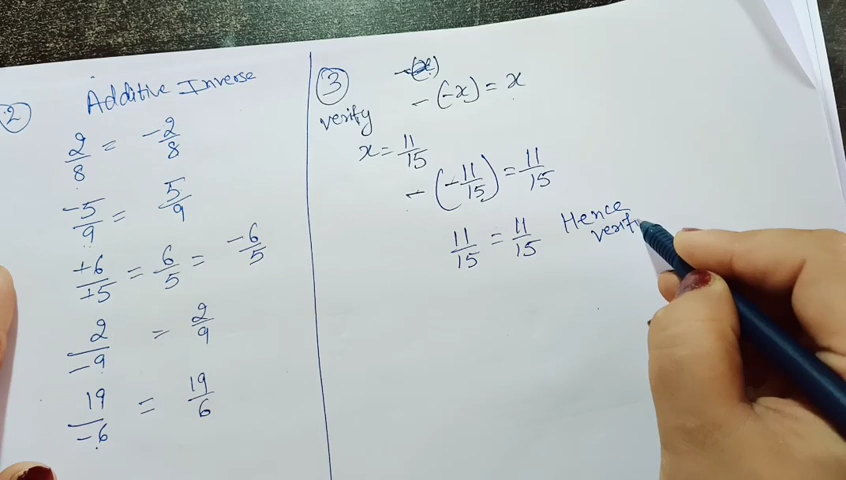 2 Additive Inverse
2/8 = -2/8
-5/9 = 5/9
+6/+5 = 6/5 = -6/5
2/-9 = 2/9
19/-6 = 19/6
3
-(-x) = x
verify
x = 11/15
-(-11/15) = 11/15
11/15 = 11/15 Hence
verif